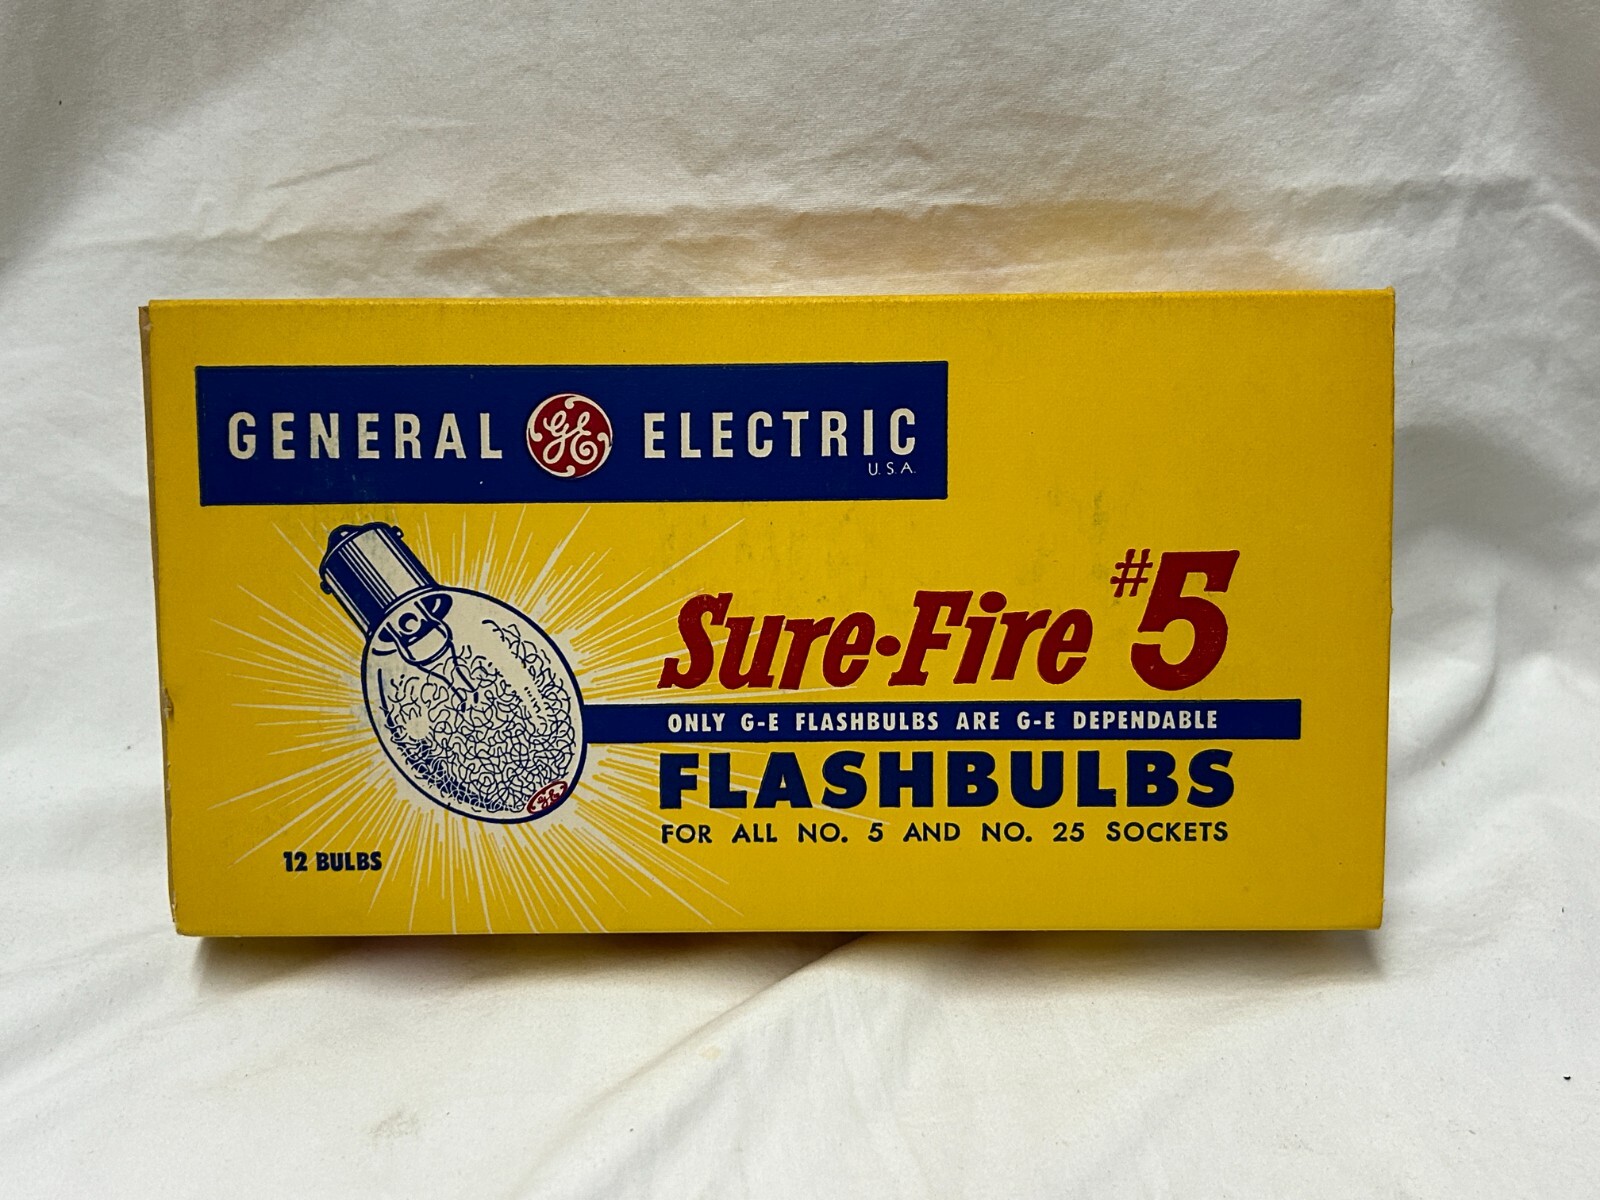 GENERAL GE ELECTRIC
U.S.A.
Sure-Fire #5
ONLY G-E FLASHBULBS ARE G-E DEPENDABLE
FLASHBULBS
FOR ALL NO. 5 AND NO. 25 SOCKETS
GE
12 BULBS